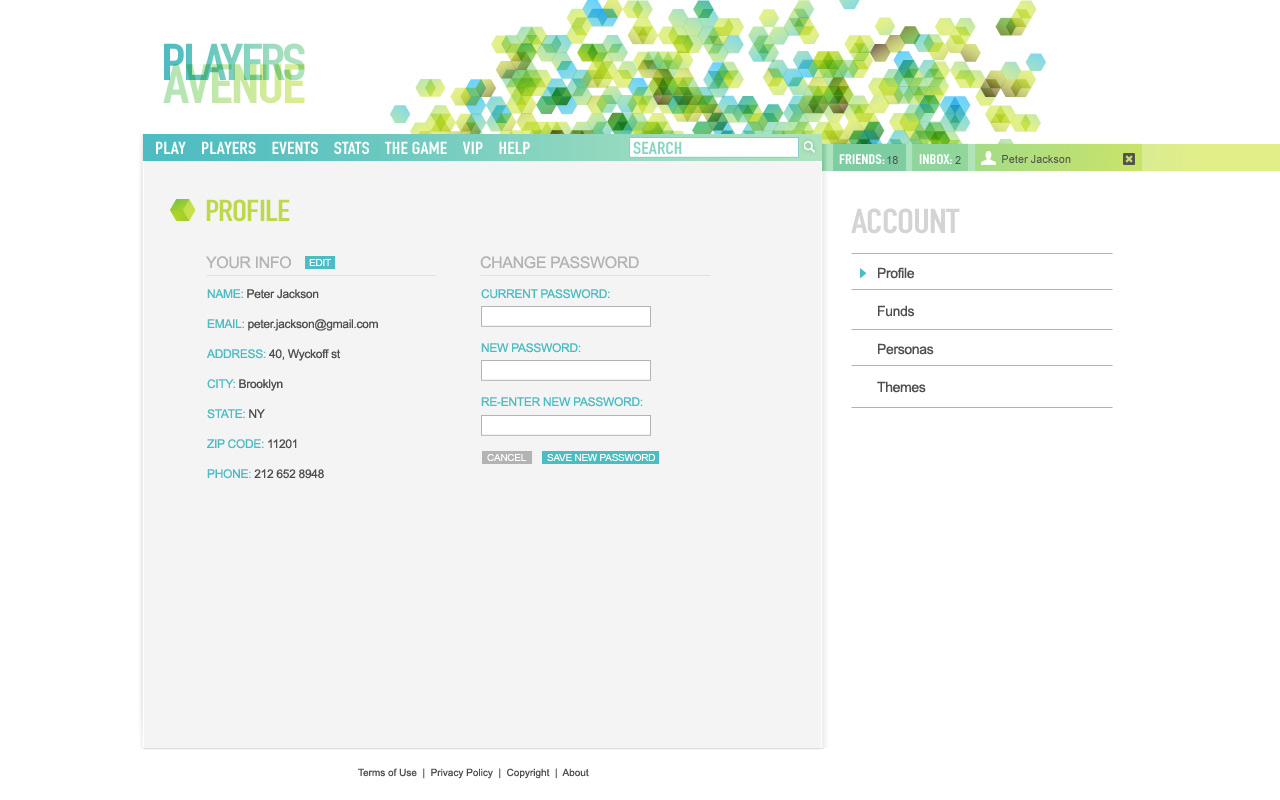 PLAYERS
AVENUE
PLAY PLAYERS EVENTS STATS THE GAME VIP HELP SEARCH
FRIENDS: 18 INBOX: 2 Peter Jackson
PROFILE
YOUR INFO EDIT
NAME: Peter Jackson
EMAIL: peter.jackson@gmail.com
ADDRESS: 40, Wyckoff st
CITY: Brooklyn
STATE: NY
ZIP CODE: 11201
PHONE: 212 652 8948
CHANGE PASSWORD
CURRENT PASSWORD:
NEW PASSWORD:
RE-ENTER NEW PASSWORD:
CANCEL SAVE NEW PASSWORD
ACCOUNT
Profile
Funds
Personas
Themes
Terms of Use | Privacy Policy | Copyright | About